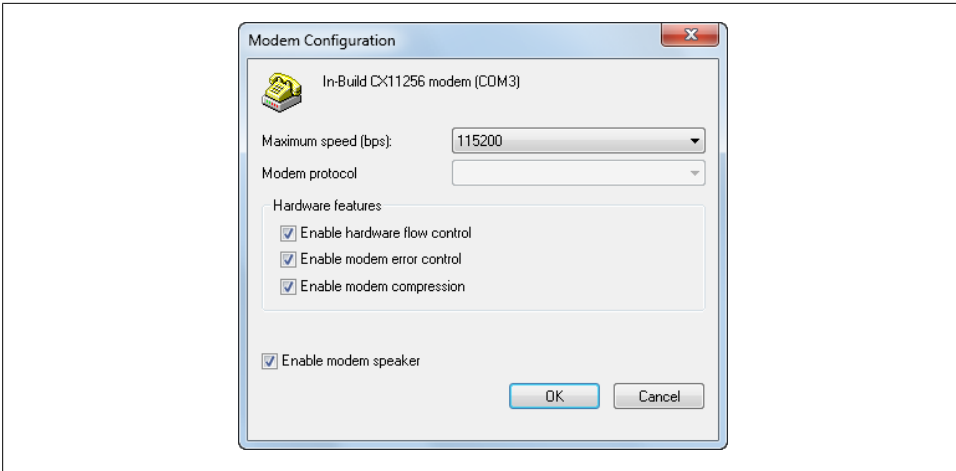 Modem Configuration
In-Build CX11256 modem (COM3)
Maximum speed (bps):
115200
Modem protocol
Hardware features
Enable hardware flow control
Enable modem error control
Enable modem compression
Enable modem speaker
OK
Cancel